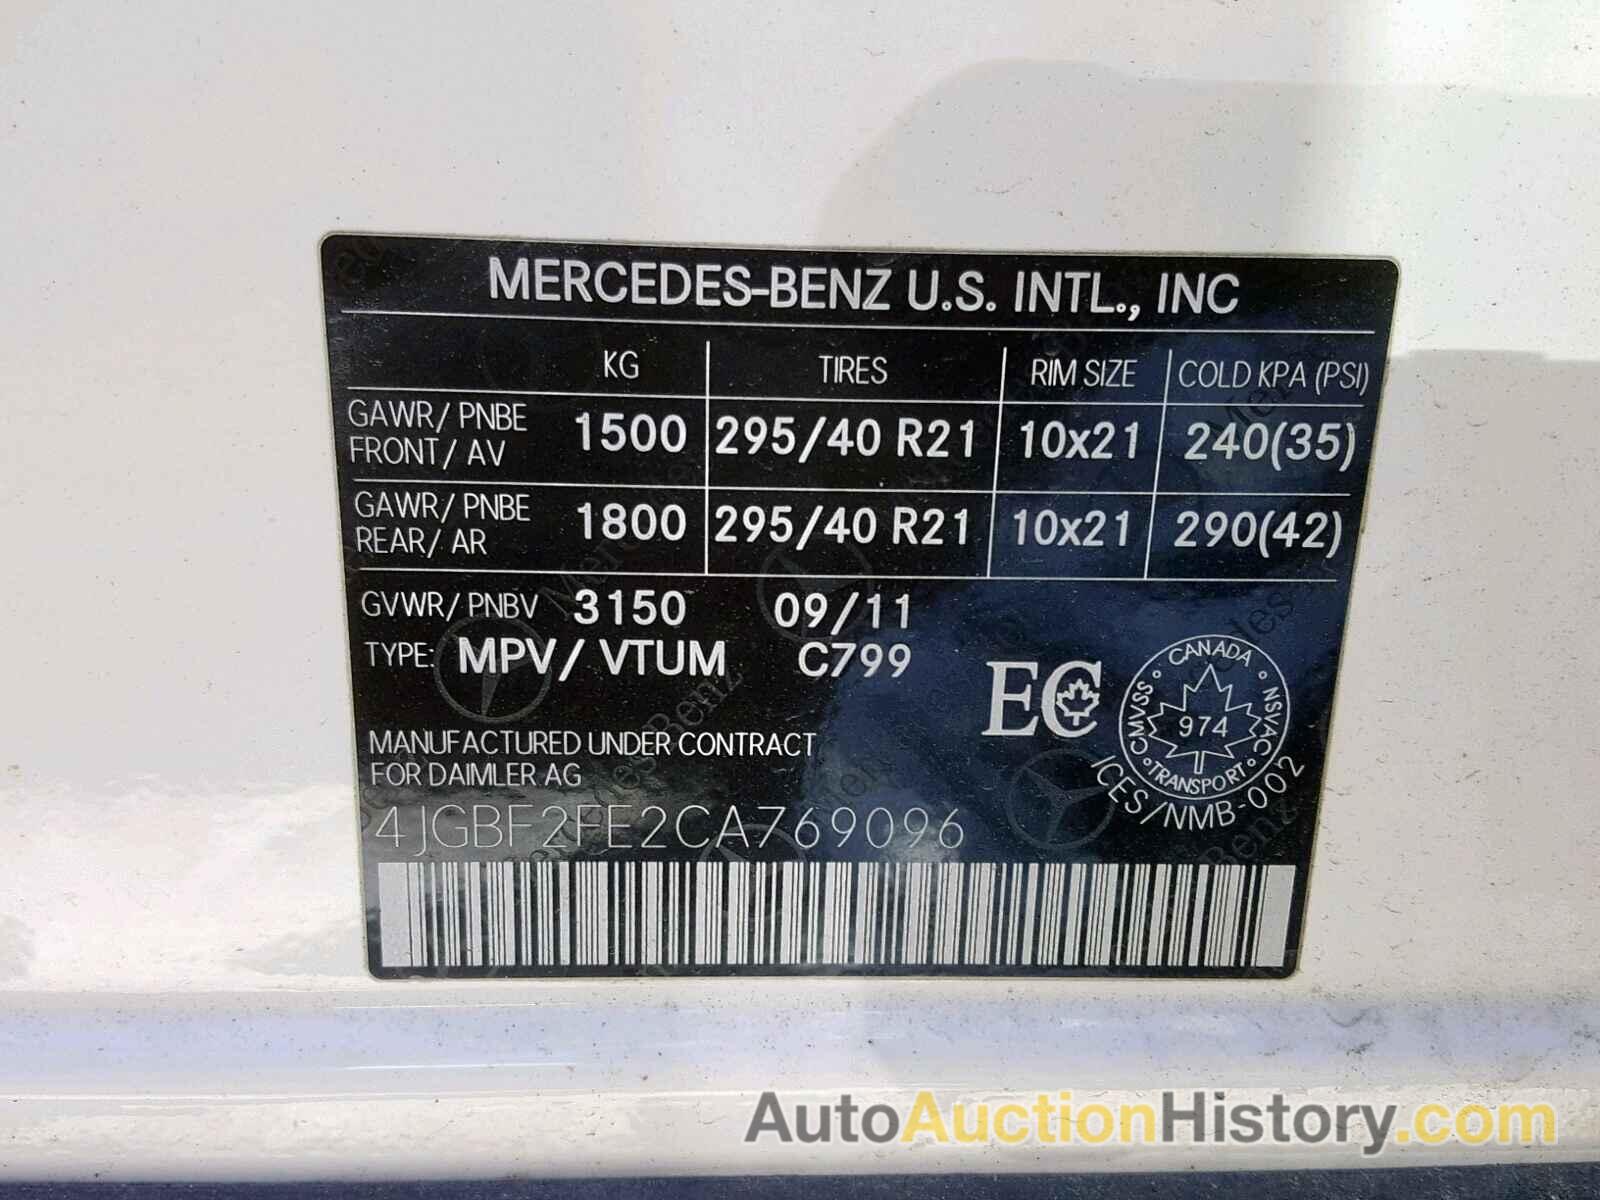 MERCEDES-BENZ U.S. INTL., INC
KG TIRES RIM SIZE COLD KPA (PSI)
GAWR/ PNBE FRONT/ AV 1500 295/40 R21 10x21 240(35)
GAWR/ PNBE REAR/ AR 1800 295/40 R21 10x21 290(42)
GVWR/ PNBV 3150 09/11
TYPE: MPV/ VTUM C799
EC
CANADA
CMVSS 974 NSVAC
TRANSPORT
ICES/NMB-002
MANUFACTURED UNDER CONTRACT
FOR DAIMLER AG
4JGBF2FE2CA769096
AutoAuctionHistory.com